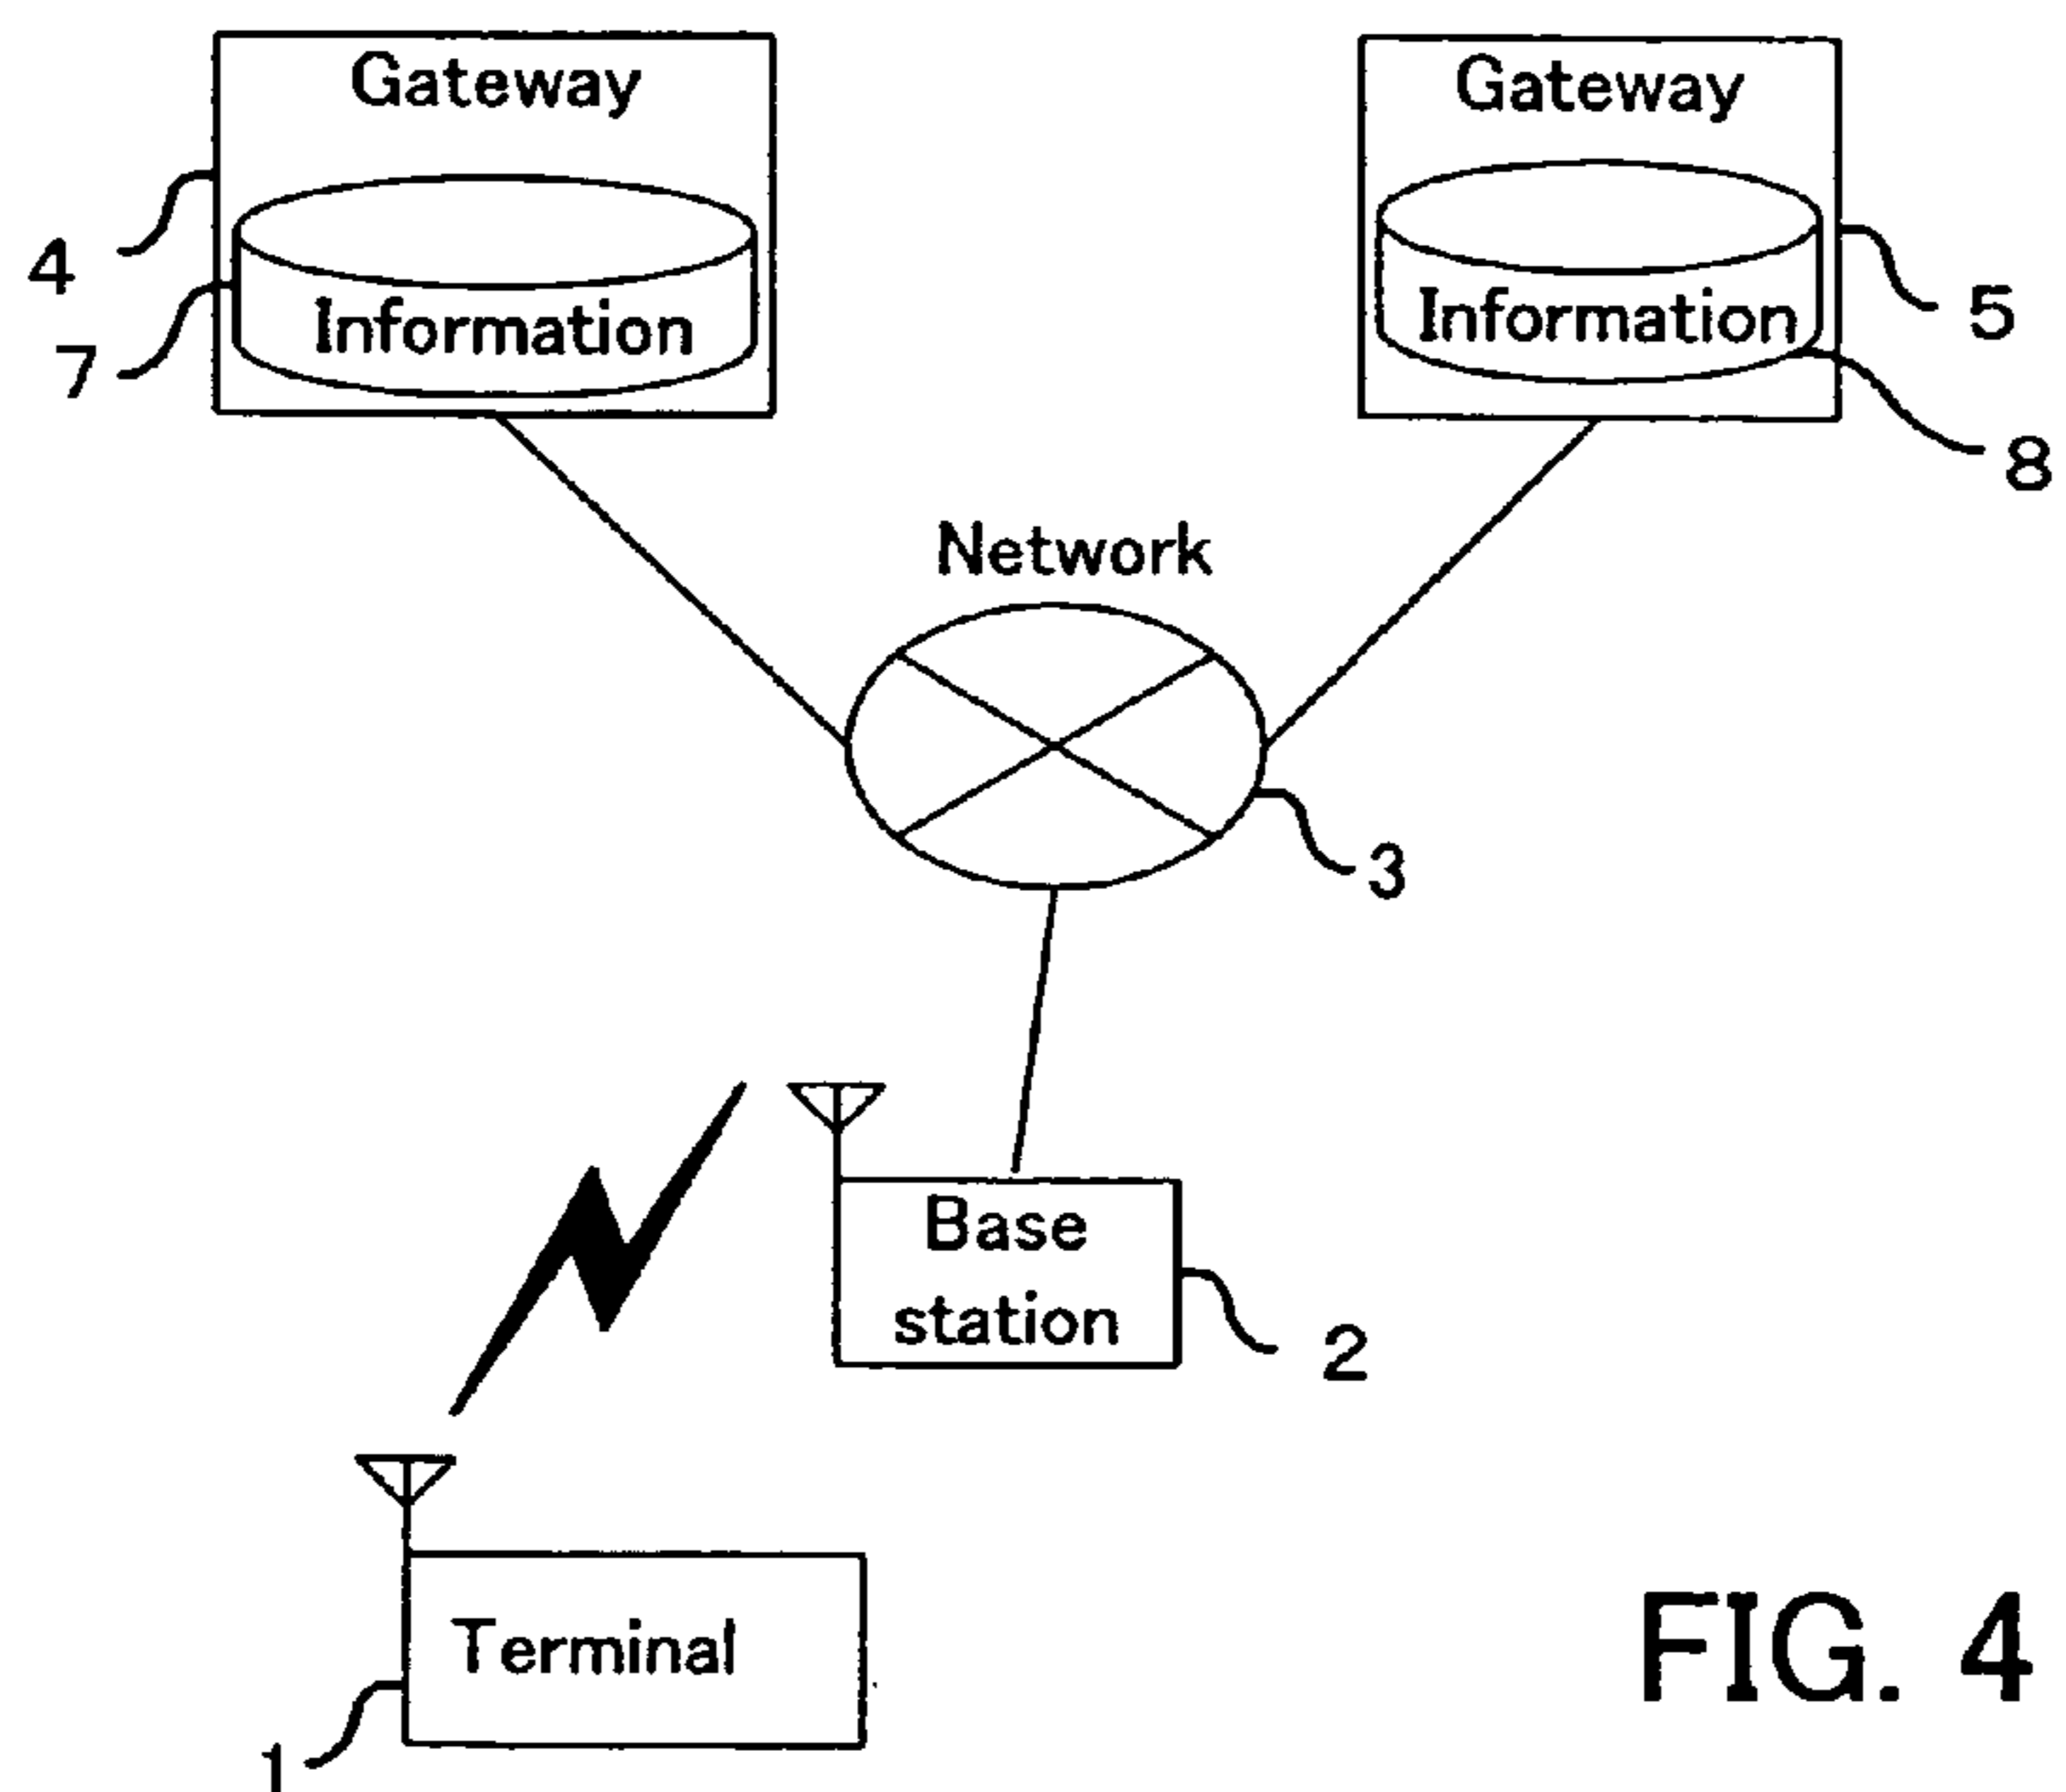 Gateway
Gateway
4
7
Information
Information
5
8
Network
3
Base
station
2
Terminal
1
FIG. 4